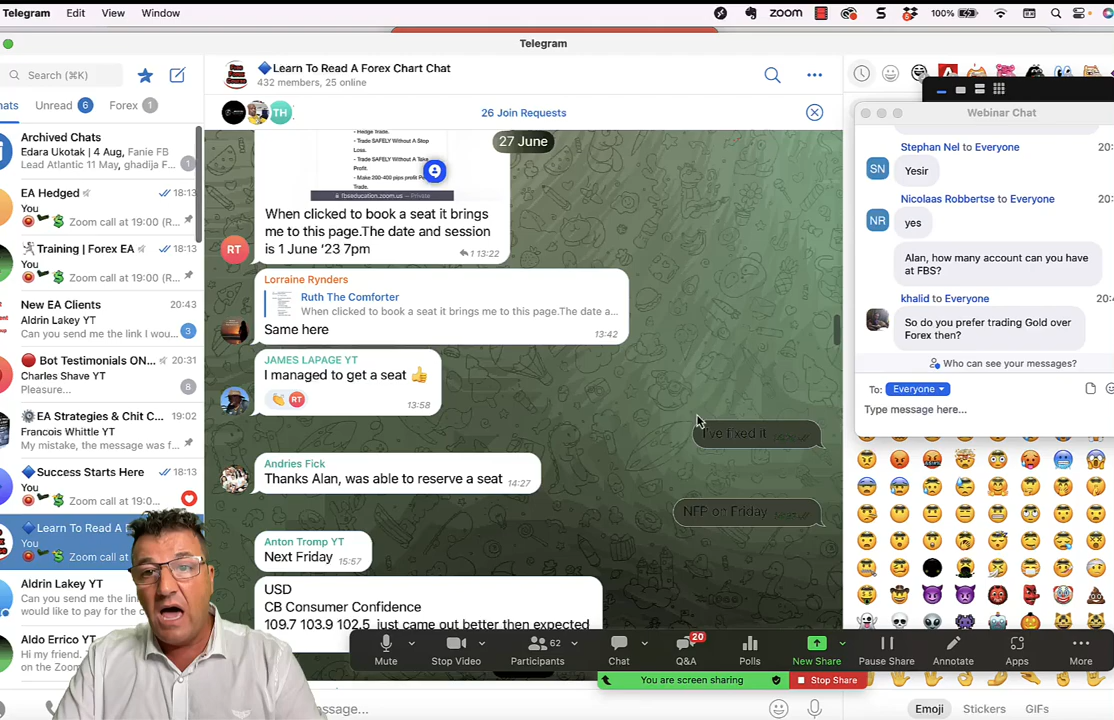 Telegram Edit View Window
zoom 100%
Telegram
Search (⌘K)
hats Unread 6 Forex 1
Archived Chats
Edara Ukotak | 4 Aug, Fanie FB
Lead Atlantic 11 May, ghadija F...
1
EA Hedged 18:13
You
Zoom call at 19:00 (R...
Training | Forex EA 18:13
You
Zoom call at 19:00 (R...
New EA Clients 20:43
Aldrin Lakey YT
Can you send me the link I wou... 3
Bot Testimonials ON... 20:31
Charles Shave YT
Pleasure... 8
EA Strategies & Chit C... 19:02
Francois Whittle YT
My mistake, the message was f...
Success Starts Here 18:13
You
Zoom call at 19:0...
Learn To Read A
You
Zoom cal
Aldrin Lakey YT
Can you send me the
would like to pay for the
Aldo Errico YT
Hi my friend.
Learn To Read A Forex Chart Chat
432 members, 25 online
TH
26 Join Requests
27 June
- Hedge Trade.
- Trade SAFELY Without A Stop
Loss.
- Trade SAFELY Without A Take
Profit.
- Make 200-400 pips profit P
Trade.
fbseducation.zoom.us — Private
When clicked to book a seat it brings
me to this page.The date and session
is 1 June '23 7pm
RT
1 13:22
Lorraine Rynders
Ruth The Comforter
When clicked to book a seat it brings me to this page.The date a...
Same here
13:42
JAMES LAPAGE YT
I managed to get a seat 👍
RT
13:58
I've fixed it
Andries Fick
Thanks Alan, was able to reserve a seat 14:27
NFP on Friday
Anton Tromp YT
Next Friday 15:57
USD
CB Consumer Confidence
109.7 103.9 102.5 just came out better then expected
ssage...
Webinar Chat
Stephan Nel to Everyone
SN
Yesir
Nicolaas Robbertse to Everyone
NR
yes
Alan, how many account can you have
at FBS?
khalid to Everyone
So do you prefer trading Gold over
Forex then?
Who can see your messages?
To: Everyone
Type message here...
Mute Stop Video 62 Participants Chat 20 Q&A Polls New Share Pause Share Annotate Apps More
You are screen sharing Stop Share
Emoji Stickers GIFs